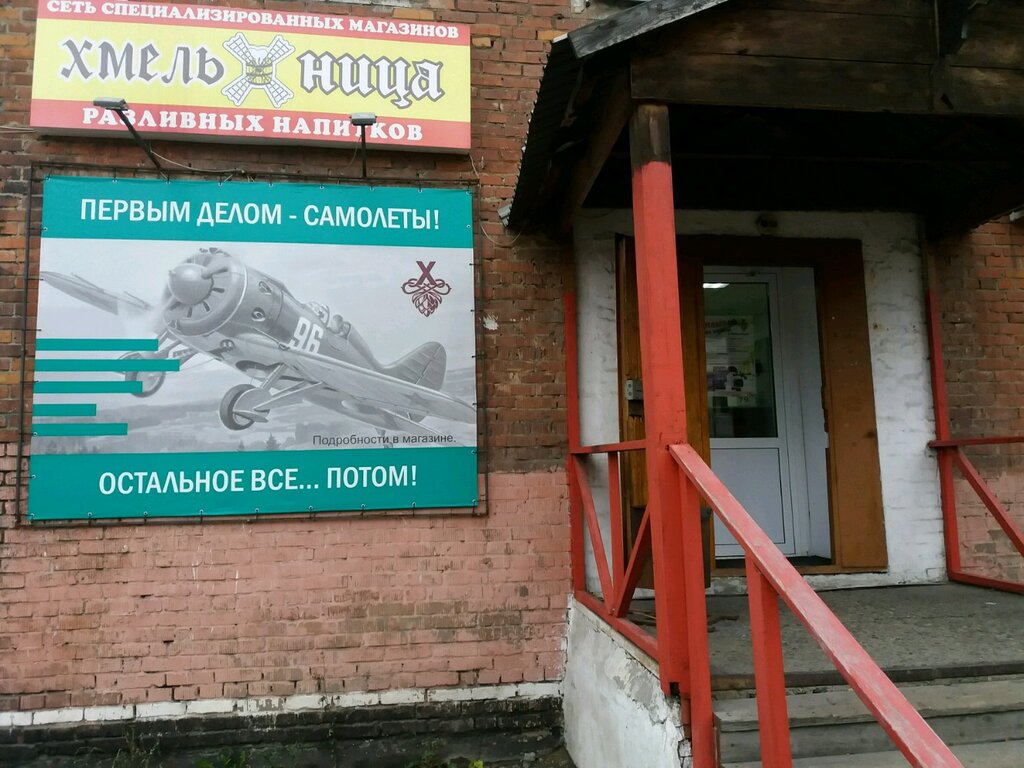 СЕТЬ СПЕЦИАЛИЗИРОВАННЫХ МАГАЗИНОВ
ХМЕЛЬНИЦА
РАЗЛИВНЫХ НАПИТКОВ
ПЕРВЫМ ДЕЛОМ - САМОЛЕТЫ!
Х
96
Подробности в магазине.
ОСТАЛЬНОЕ ВСЕ... ПОТОМ!